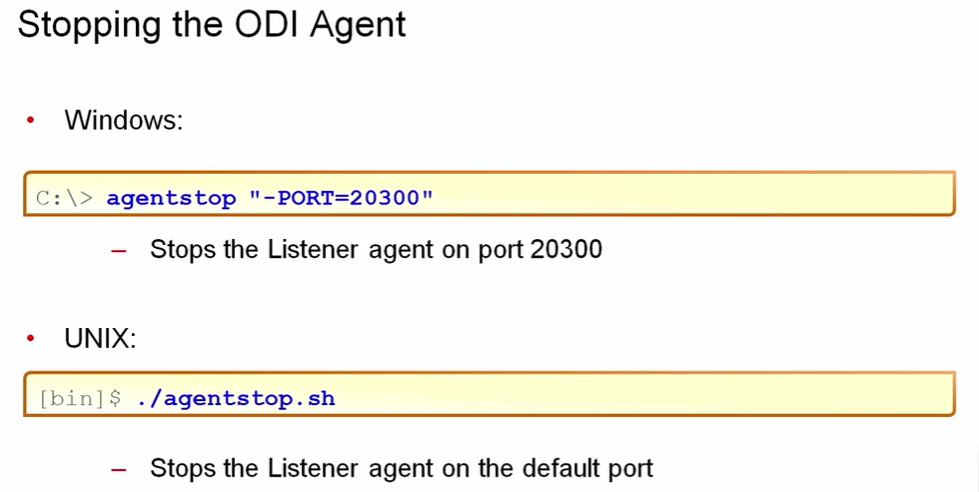 Stopping the ODI Agent
• Windows:
C:\> agentstop "-PORT=20300"
– Stops the Listener agent on port 20300
• UNIX:
[bin]$ ./agentstop.sh
– Stops the Listener agent on the default port